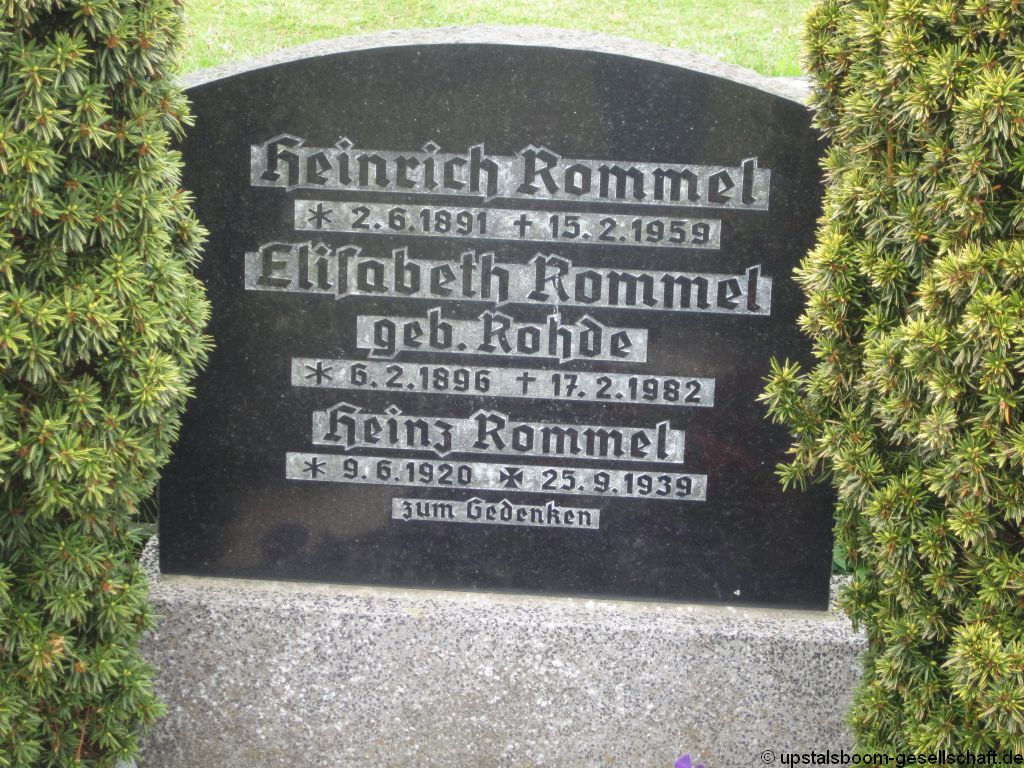 Heinrich Rommel
* 2.6.1891 † 15.2.1959
Eliſabeth Rommel
geb. Rohde
* 6.2.1896 † 17.2.1982
Heinz Rommel
* 9.6.1920 ✠ 25.9.1939
zum Gedenken
© upstalsboom-gesellschaft.de